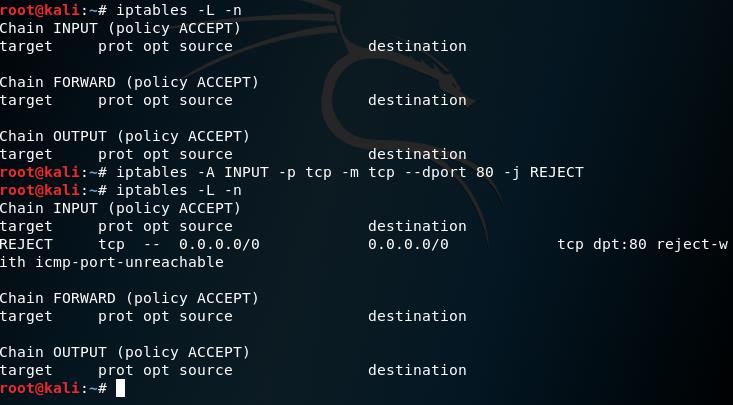 root@kali:~# iptables -L -n
Chain INPUT (policy ACCEPT)
target     prot opt source               destination

Chain FORWARD (policy ACCEPT)
target     prot opt source               destination

Chain OUTPUT (policy ACCEPT)
target     prot opt source               destination
root@kali:~# iptables -A INPUT -p tcp -m tcp --dport 80 -j REJECT
root@kali:~# iptables -L -n
Chain INPUT (policy ACCEPT)
target     prot opt source               destination
REJECT     tcp  --  0.0.0.0/0            0.0.0.0/0            tcp dpt:80 reject-w
ith icmp-port-unreachable

Chain FORWARD (policy ACCEPT)
target     prot opt source               destination

Chain OUTPUT (policy ACCEPT)
target     prot opt source               destination
root@kali:~#